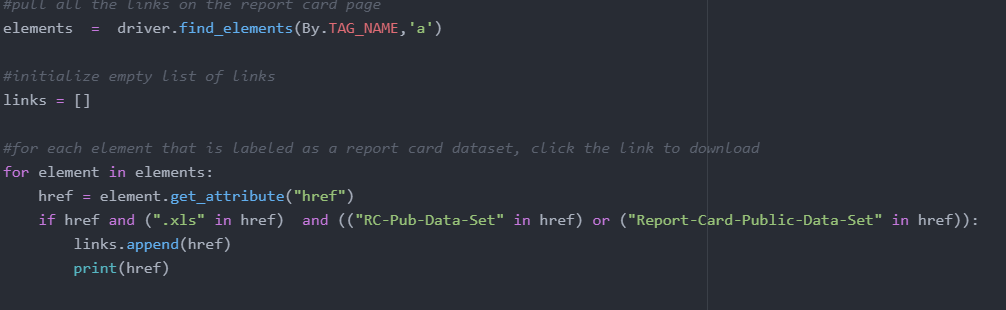 #pull all the links on the report card page
elements  =  driver.find_elements(By.TAG_NAME,'a')
#initialize empty list of links
links = []
#for each element that is labeled as a report card dataset, click the link to download
for element in elements:
    href = element.get_attribute("href")
    if href and (".xls" in href)  and (("RC-Pub-Data-Set" in href) or ("Report-Card-Public-Data-Set" in href)):
        links.append(href)
        print(href)